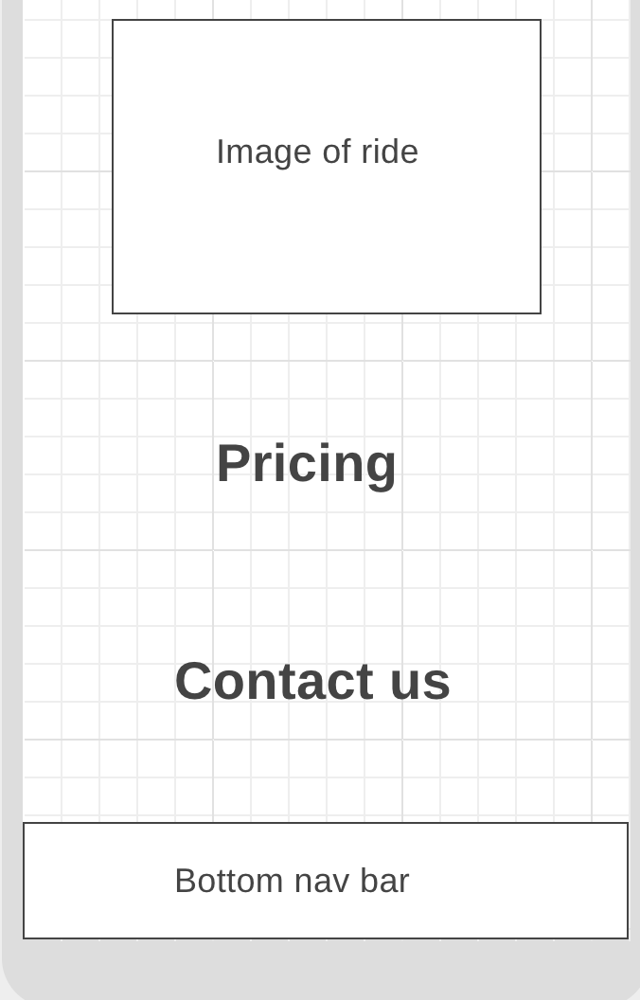 Image of ride
Pricing
Contact us
Bottom nav bar